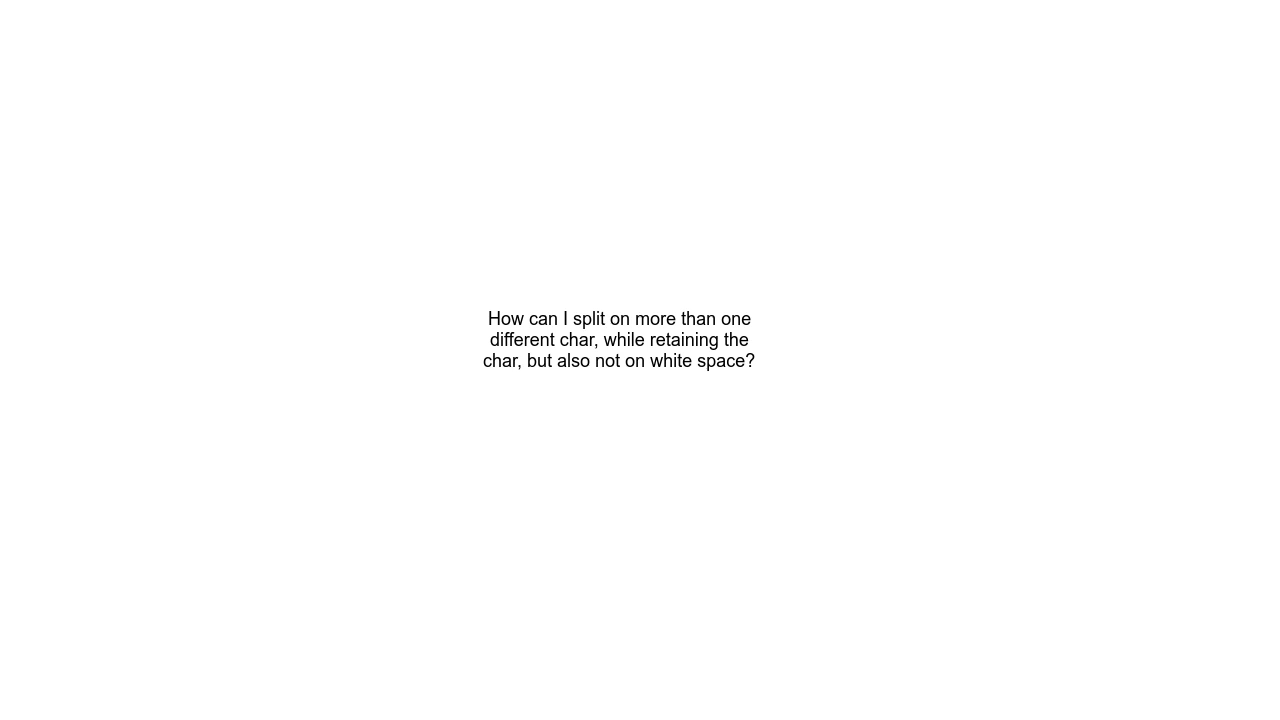 How can I split on more than one
different char, while retaining the
char, but also not on white space?